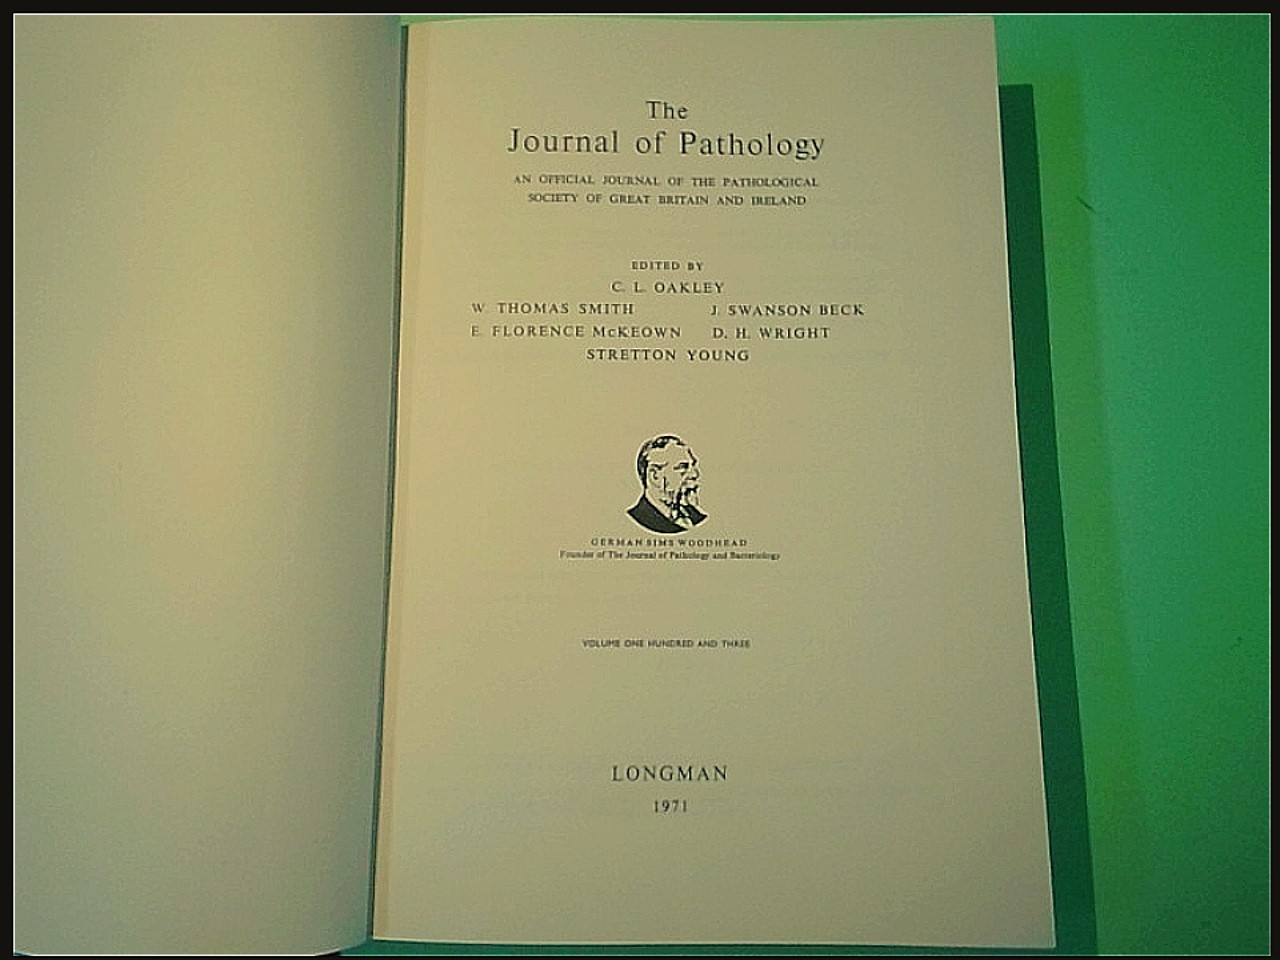 The
Journal of Pathology
AN OFFICIAL JOURNAL OF THE PATHOLOGICAL
SOCIETY OF GREAT BRITAIN AND IRELAND
EDITED BY
C. L. OAKLEY
W. THOMAS SMITH J. SWANSON BECK
E. FLORENCE McKEOWN D. H. WRIGHT
STRETTON YOUNG
GERMAN SIMS WOODHEAD
Founder of The Journal of Pathology and Bacteriology
VOLUME ONE HUNDRED AND THREE
LONGMAN
1971